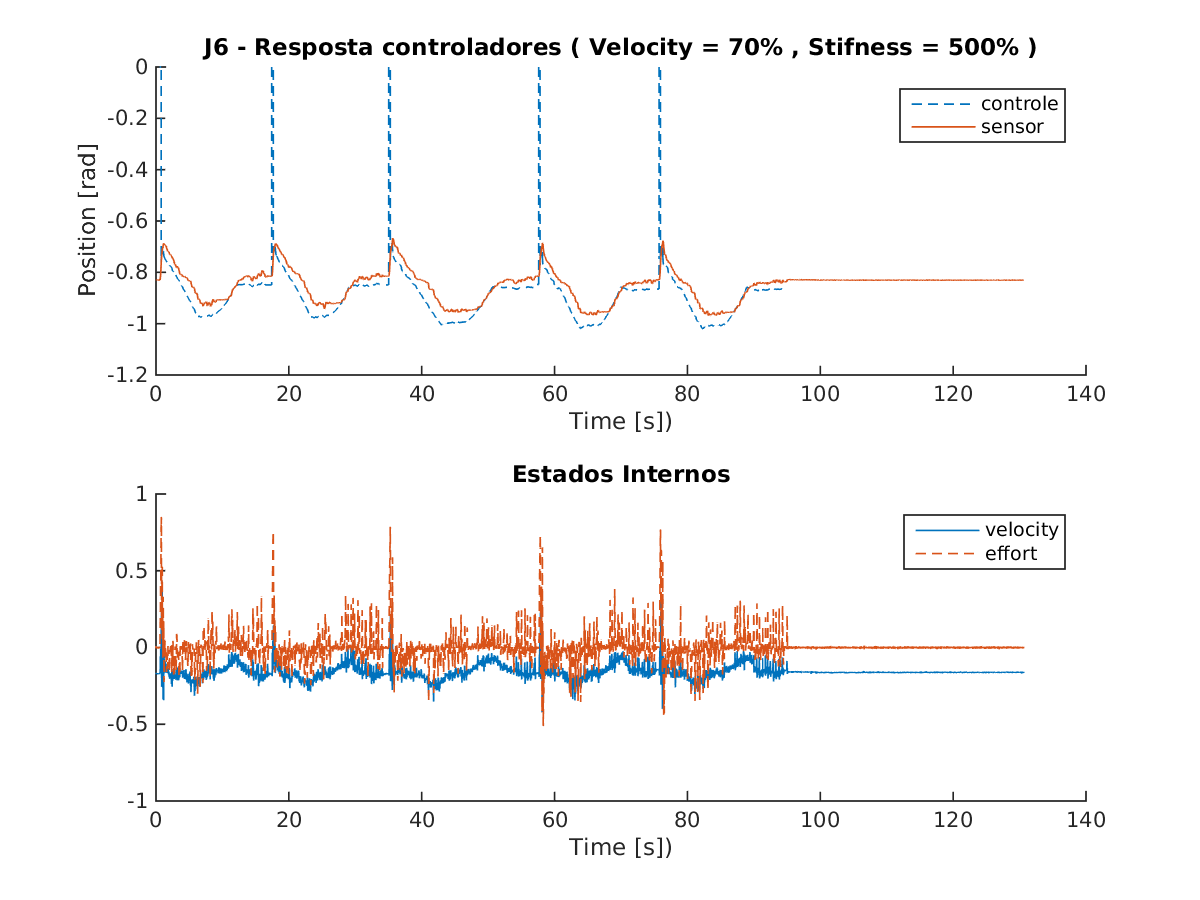 J6 - Resposta controladores ( Velocity = 70% , Stifness = 500% )
0
-0.2
-0.4
-0.6
-0.8
-1
-1.2
Position [rad]
controle
sensor
0 20 40 60 80 100 120 140
Time [s])
Estados Internos
1
0.5
0
-0.5
-1
velocity
effort
0 20 40 60 80 100 120 140
Time [s])